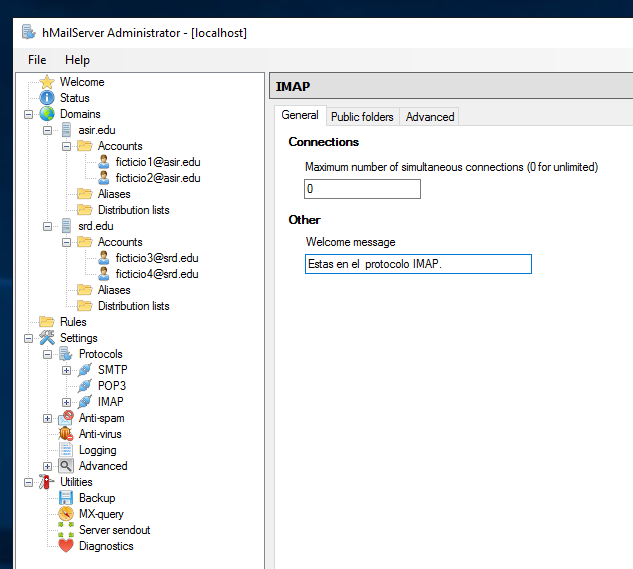 hMailServer Administrator - [localhost]
File Help
Welcome
Status
Domains
asir.edu
Accounts
ficticio1@asir.edu
ficticio2@asir.edu
Aliases
Distribution lists
srd.edu
Accounts
ficticio3@srd.edu
ficticio4@srd.edu
Aliases
Distribution lists
Rules
Settings
Protocols
SMTP
POP3
IMAP
Anti-spam
Anti-virus
Logging
Advanced
Utilities
Backup
MX-query
Server sendout
Diagnostics
IMAP
General Public folders Advanced
Connections
Maximum number of simultaneous connections (0 for unlimited)
0
Other
Welcome message
Estas en el protocolo IMAP.